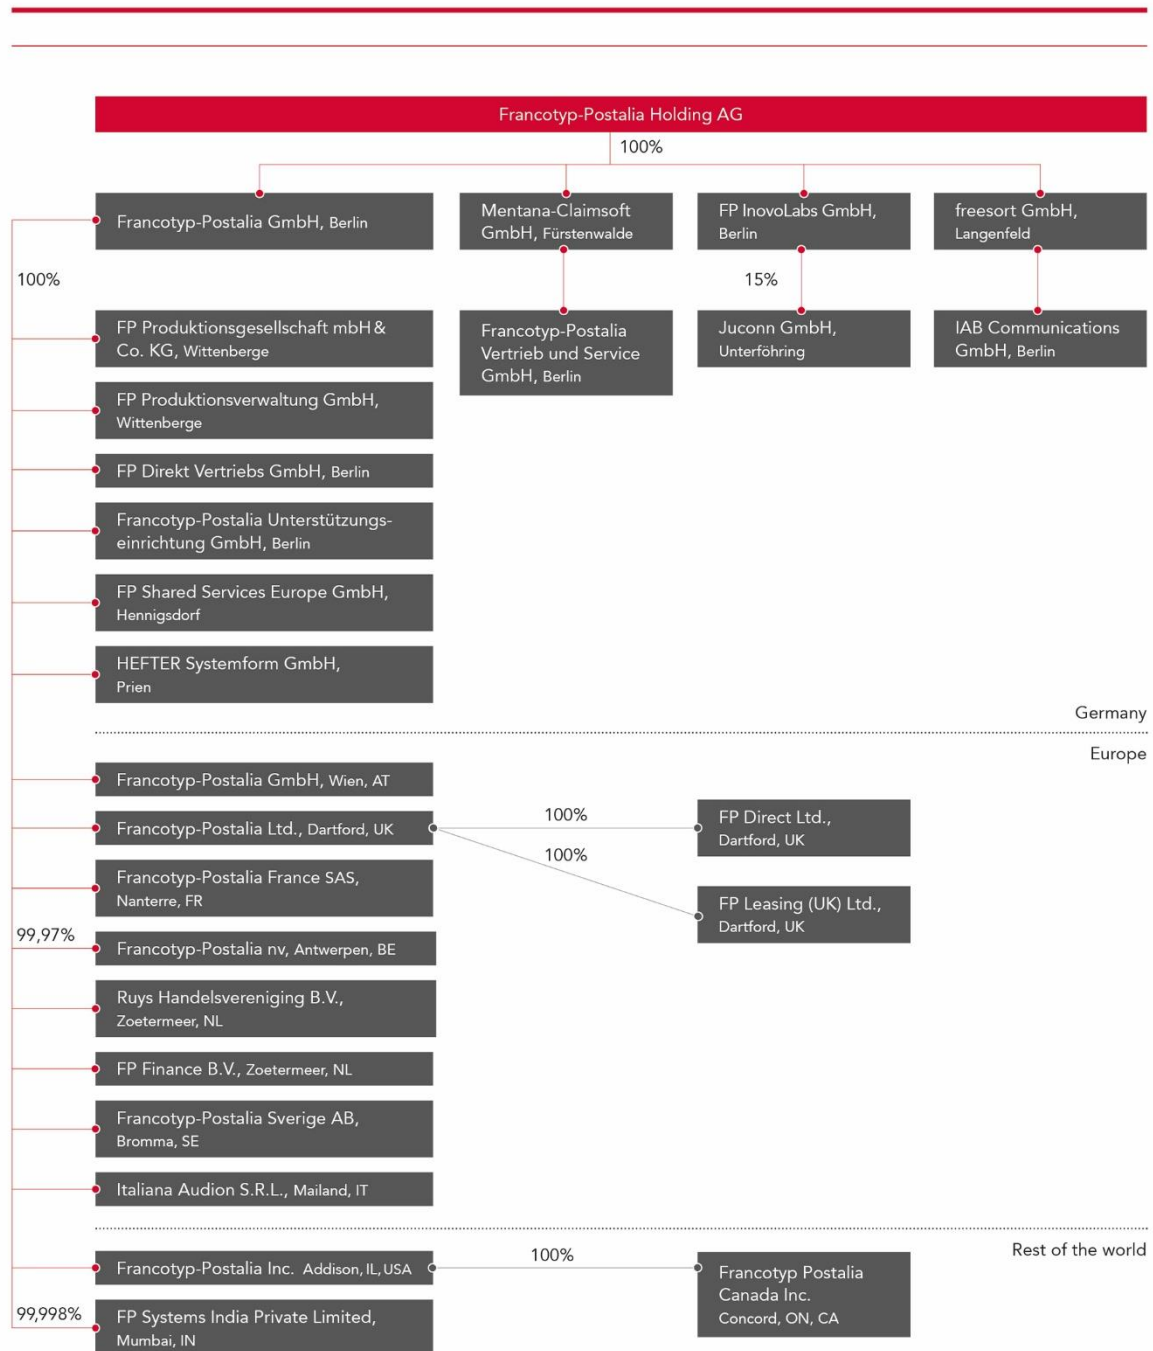 Francotyp-Postalia Holding AG
100%
Francotyp-Postalia GmbH, Berlin
Mentana-Claimsoft
GmbH, Fürstenwalde
FP InovoLabs GmbH,
Berlin
freesort GmbH,
Langenfeld
100%
15%
FP Produktionsgesellschaft mbH &
Co. KG, Wittenberge
Francotyp-Postalia
Vertrieb und Service
GmbH, Berlin
Juconn GmbH,
Unterföhring
IAB Communications
GmbH, Berlin
FP Produktionsverwaltung GmbH,
Wittenberge
FP Direkt Vertriebs GmbH, Berlin
Francotyp-Postalia Unterstützungs-
einrichtung GmbH, Berlin
FP Shared Services Europe GmbH,
Hennigsdorf
HEFTER Systemform GmbH,
Prien
Germany
Europe
Francotyp-Postalia GmbH, Wien, AT
Francotyp-Postalia Ltd., Dartford, UK
100%
FP Direct Ltd.,
Dartford, UK
100%
Francotyp-Postalia France SAS,
Nanterre, FR
FP Leasing (UK) Ltd.,
Dartford, UK
99,97%
Francotyp-Postalia nv, Antwerpen, BE
Ruys Handelsvereniging B.V.,
Zoetermeer, NL
FP Finance B.V., Zoetermeer, NL
Francotyp-Postalia Sverige AB,
Bromma, SE
Italiana Audion S.R.L., Mailand, IT
Rest of the world
Francotyp-Postalia Inc. Addison, IL, USA
100%
Francotyp Postalia
Canada Inc.
Concord, ON, CA
99,998%
FP Systems India Private Limited,
Mumbai, IN